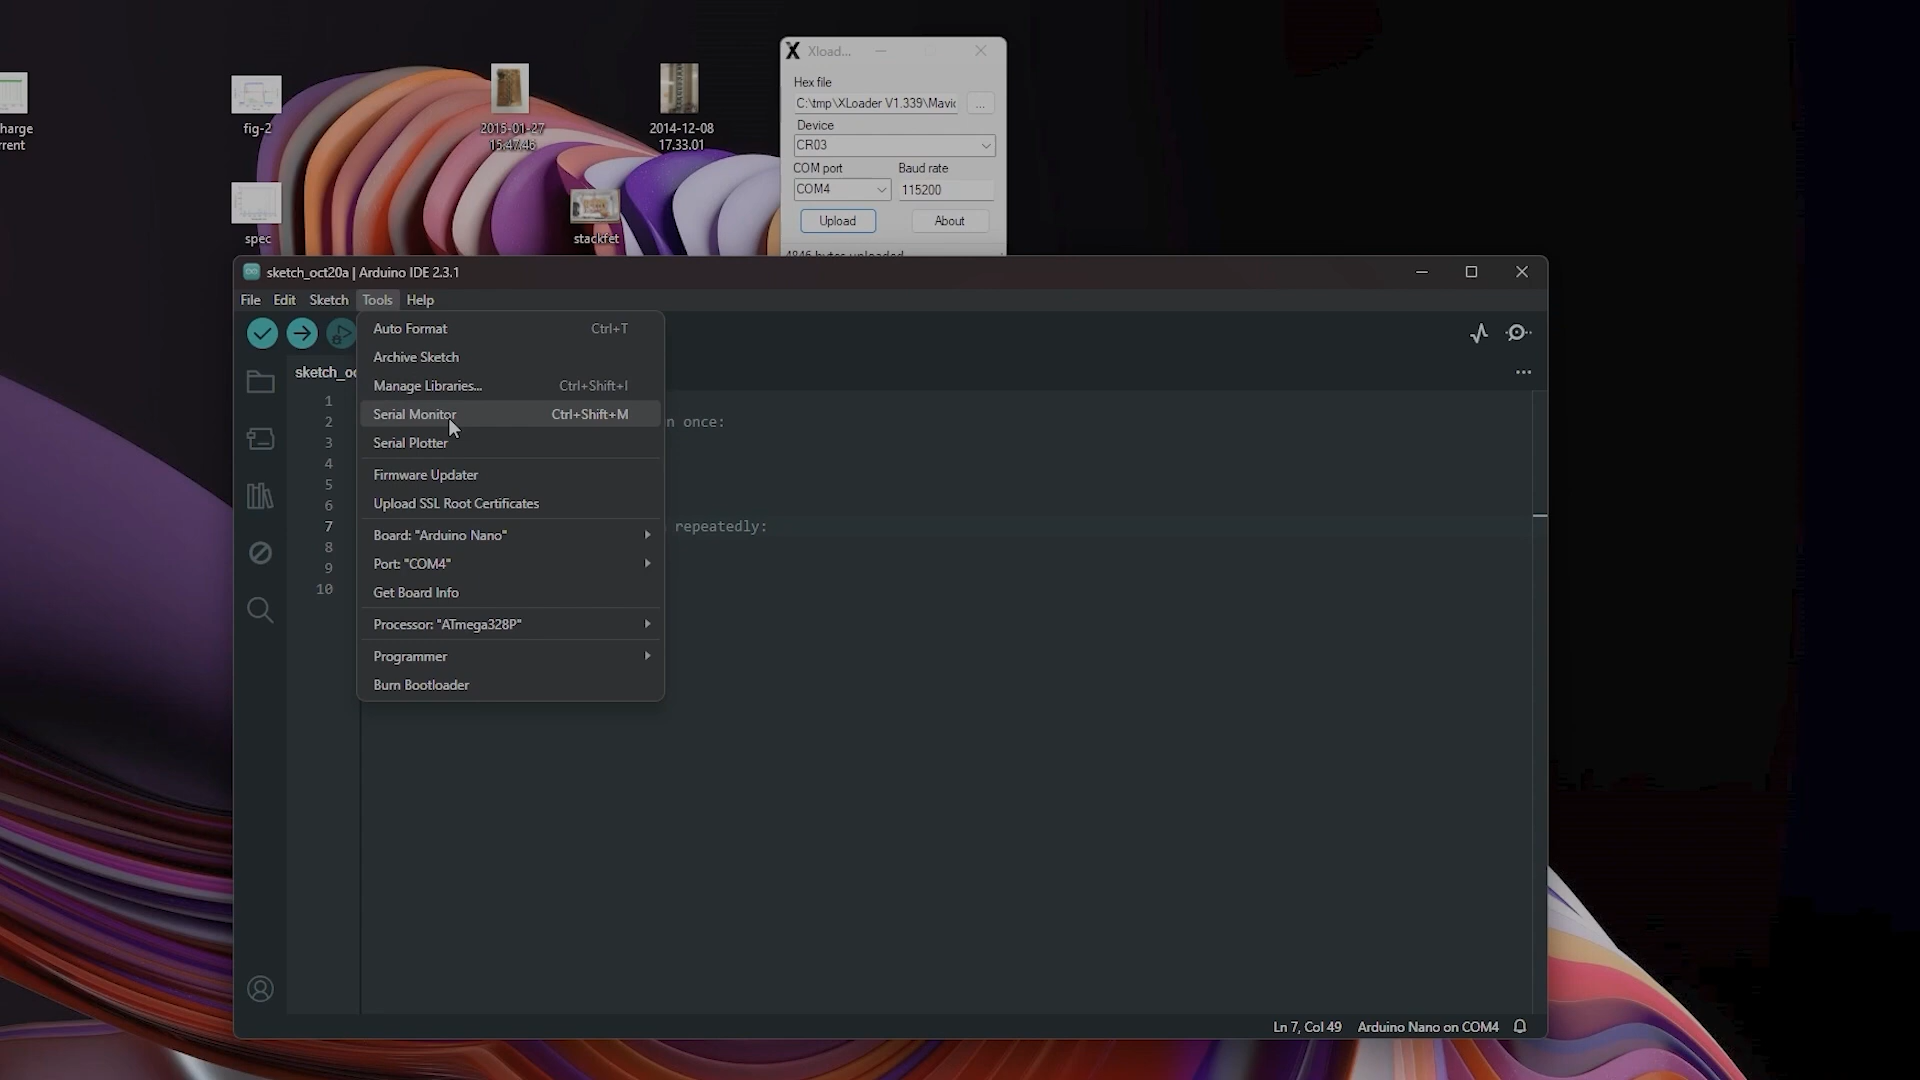 harge
rrent
fig-2
spec
2015-01-27
15.47.46
2014-12-08
17.33.01
stackfet
Xload...
Hex file
C:\tmp\XLoader V1.339\Mavic
...
Device
CR03
COM port
Baud rate
COM4
115200
Upload
About
4846 bytes uploaded
sketch_oct20a | Arduino IDE 2.3.1
File Edit Sketch Tools Help
sketch_oc
Auto Format Ctrl+T
Archive Sketch
Manage Libraries... Ctrl+Shift+I
Serial Monitor Ctrl+Shift+M
Serial Plotter
Firmware Updater
Upload SSL Root Certificates
Board: "Arduino Nano"
Port: "COM4"
Get Board Info
Processor: "ATmega328P"
Programmer
Burn Bootloader
1
2
3
4
5
6
7
8
9
10
n once:
repeatedly:
Ln 7, Col 49 Arduino Nano on COM4